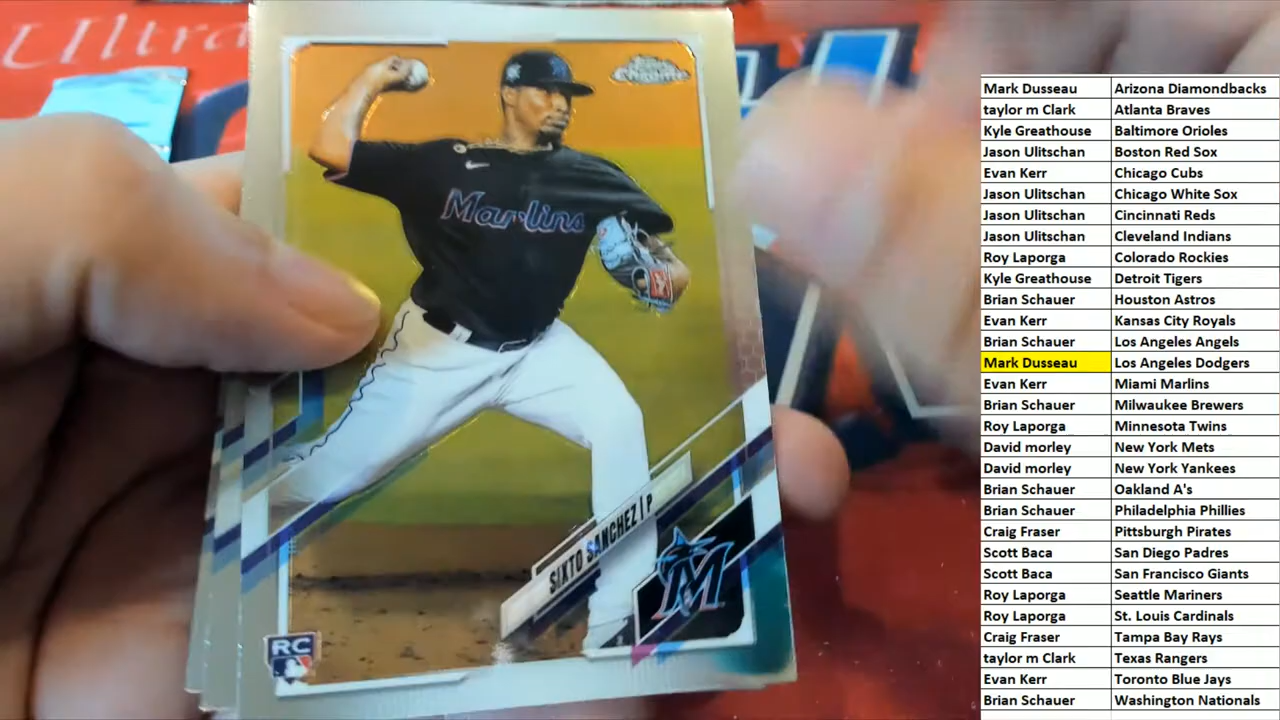 Ultra
Topps
Chrome
Marlins
SIXTO SANCHEZ | P
M
RC
Mark Dusseau Arizona Diamondbacks
taylor m Clark Atlanta Braves
Kyle Greathouse Baltimore Orioles
Jason Ulitschan Boston Red Sox
Evan Kerr Chicago Cubs
Jason Ulitschan Chicago White Sox
Jason Ulitschan Cincinnati Reds
Jason Ulitschan Cleveland Indians
Roy Laporga Colorado Rockies
Kyle Greathouse Detroit Tigers
Brian Schauer Houston Astros
Evan Kerr Kansas City Royals
Brian Schauer Los Angeles Angels
Mark Dusseau Los Angeles Dodgers
Evan Kerr Miami Marlins
Brian Schauer Milwaukee Brewers
Roy Laporga Minnesota Twins
David morley New York Mets
David morley New York Yankees
Brian Schauer Oakland A's
Brian Schauer Philadelphia Phillies
Craig Fraser Pittsburgh Pirates
Scott Baca San Diego Padres
Scott Baca San Francisco Giants
Roy Laporga Seattle Mariners
Roy Laporga St. Louis Cardinals
Craig Fraser Tampa Bay Rays
taylor m Clark Texas Rangers
Evan Kerr Toronto Blue Jays
Brian Schauer Washington Nationals